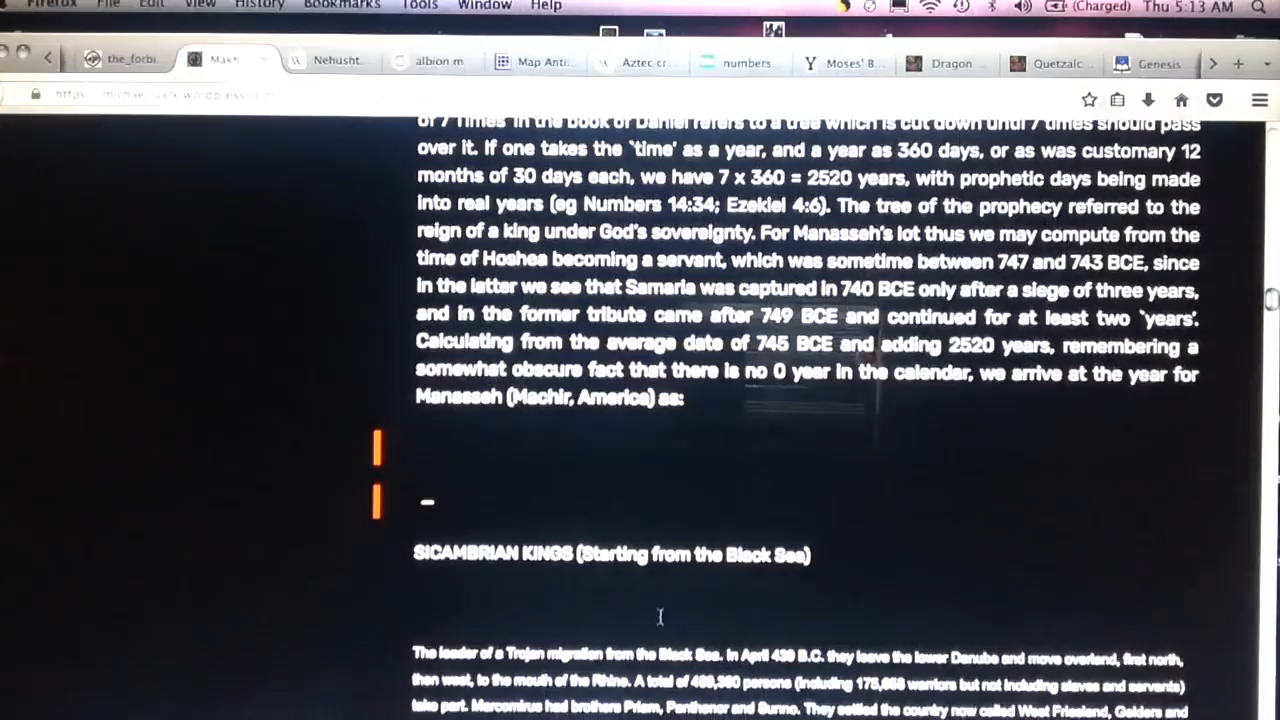 Firefox File Edit View History Bookmarks Tools Window Help (Charged) Thu 5:13 AM
the_forbi Makh Nehusht... albion m Map Anti... Aztec cr... numbers Moses' B... Dragon Quetzalc... Genesis
of 7 Times' in the book of Daniel refers to a tree which is cut down until 7 times should pass
over it. If one takes the `time' as a year, and a year as 360 days, or as was customary 12
months of 30 days each, we have 7 x 360 = 2520 years, with prophetic days being made
into real years (eg Numbers 14:34; Ezekiel 4:6). The tree of the prophecy referred to the
reign of a king under God's sovereignty. For Manasseh's lot thus we may compute from the
time of Hoshea becoming a servant, which was sometime between 747 and 743 BCE, since
in the latter we see that Samaria was captured in 740 BCE only after a siege of three years,
and in the former tribute came after 749 BCE and continued for at least two `years'.
Calculating from the average date of 745 BCE and adding 2520 years, remembering a
somewhat obscure fact that there is no 0 year in the calendar, we arrive at the year for
Manasseh (Machir, America) as:
–
SICAMBRIAN KINGS (Starting from the Black Sea)
The leader of a Trojan migration from the Black Sea. In April 439 B.C. they leave the lower Danube and move overland, first north,
then west, to the mouth of the Rhine. A total of persons (including warriors but not including slaves and servants)
take part. Marcomirus had brothers Priam, Panthenor and Sunno. They settled the country now called West Friesland, Gelders and